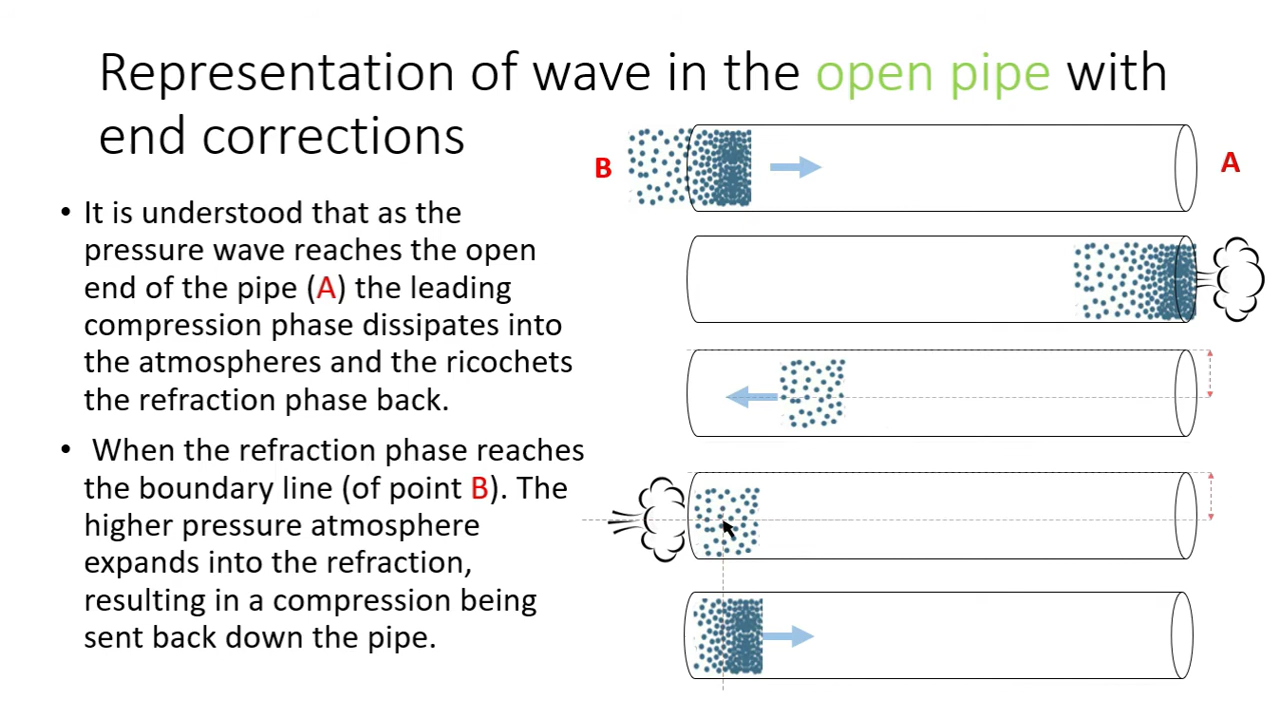 Representation of wave in the open pipe with
end corrections
B
A
• It is understood that as the
pressure wave reaches the open
end of the pipe (A) the leading
compression phase dissipates into
the atmospheres and the ricochets
the refraction phase back.
• When the refraction phase reaches
the boundary line (of point B). The
higher pressure atmosphere
expands into the refraction,
resulting in a compression being
sent back down the pipe.